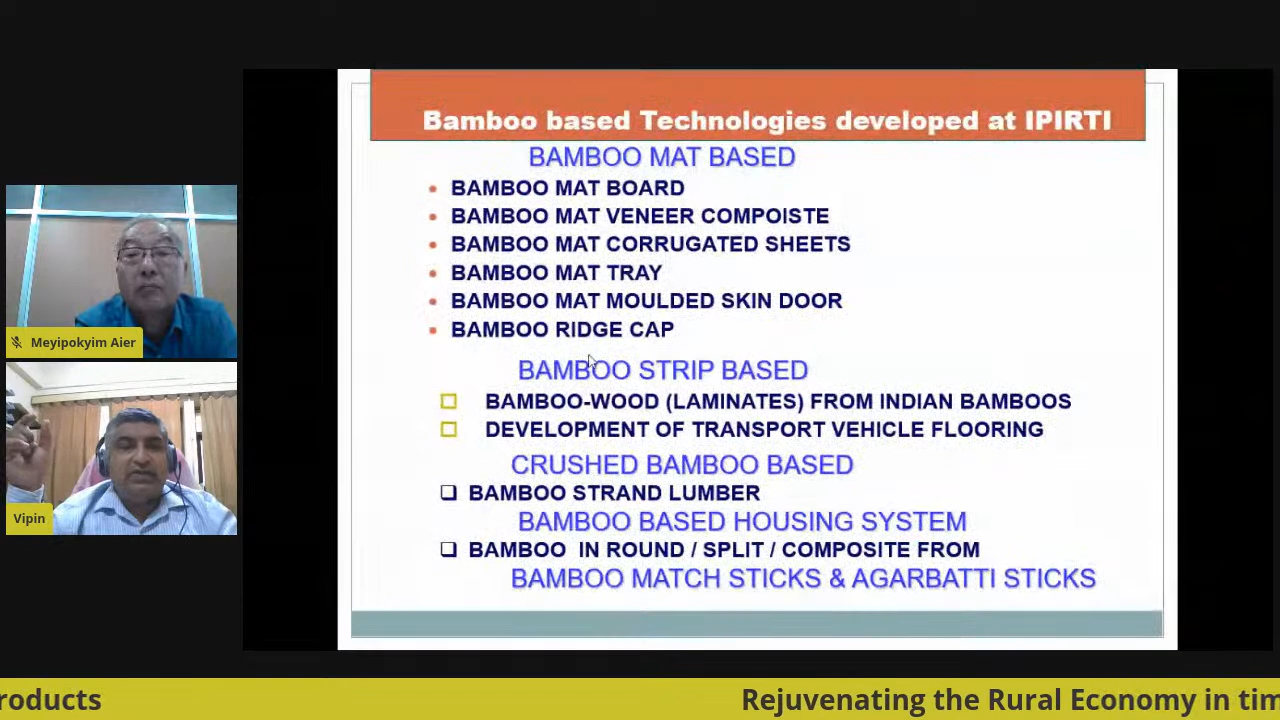 Bamboo based Technologies developed at IPIRTI
BAMBOO MAT BASED
BAMBOO MAT BOARD
BAMBOO MAT VENEER COMPOISTE
BAMBOO MAT CORRUGATED SHEETS
BAMBOO MAT TRAY
BAMBOO MAT MOULDED SKIN DOOR
BAMBOO RIDGE CAP
BAMBOO STRIP BASED
BAMBOO-WOOD (LAMINATES) FROM INDIAN BAMBOOS
DEVELOPMENT OF TRANSPORT VEHICLE FLOORING
CRUSHED BAMBOO BASED
BAMBOO STRAND LUMBER
BAMBOO BASED HOUSING SYSTEM
BAMBOO IN ROUND / SPLIT / COMPOSITE FROM
BAMBOO MATCH STICKS & AGARBATTI STICKS
Meyipokyim Aier
Vipin
roducts Rejuvenating the Rural Economy in tim